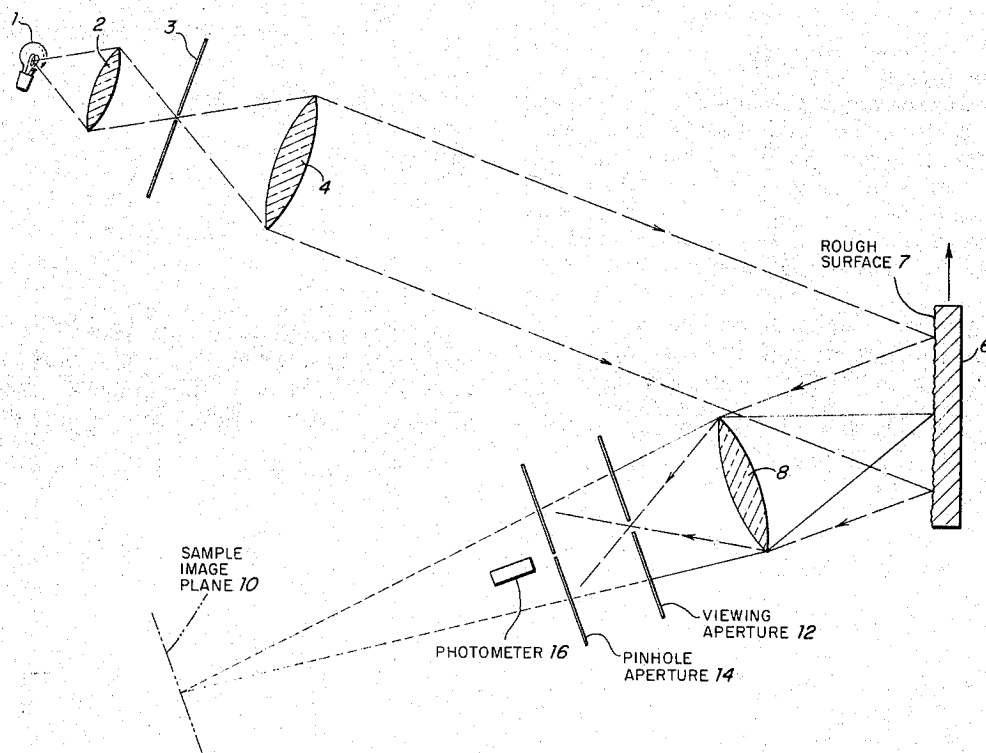 1
2
3
4
ROUGH
SURFACE 7
6
8
SAMPLE
IMAGE
PLANE 10
VIEWING
APERTURE 12
PHOTOMETER 16
PINHOLE
APERTURE 14